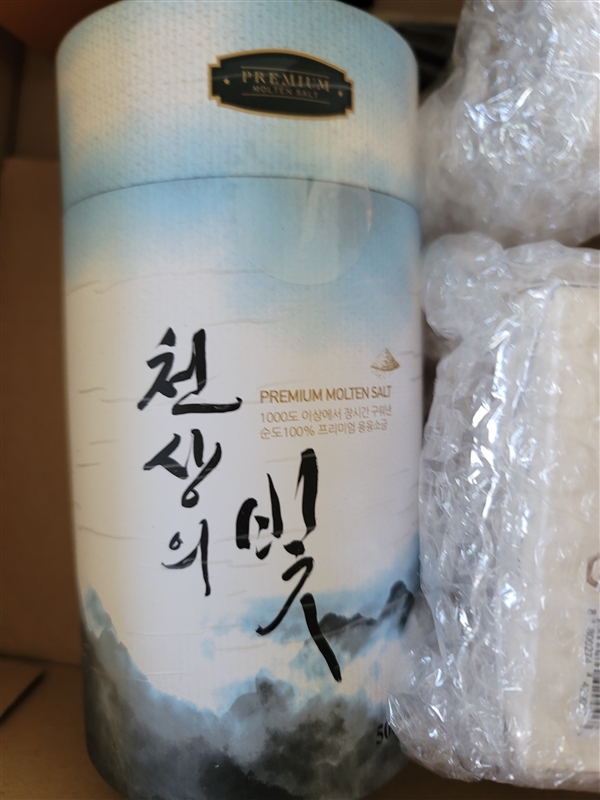 PREMIUM
MOLTEN SALT
천생의
빛
PREMIUM MOLTEN SALT
1000도 이상에서 장시간 구워낸
순도100% 프리미엄 용융소금